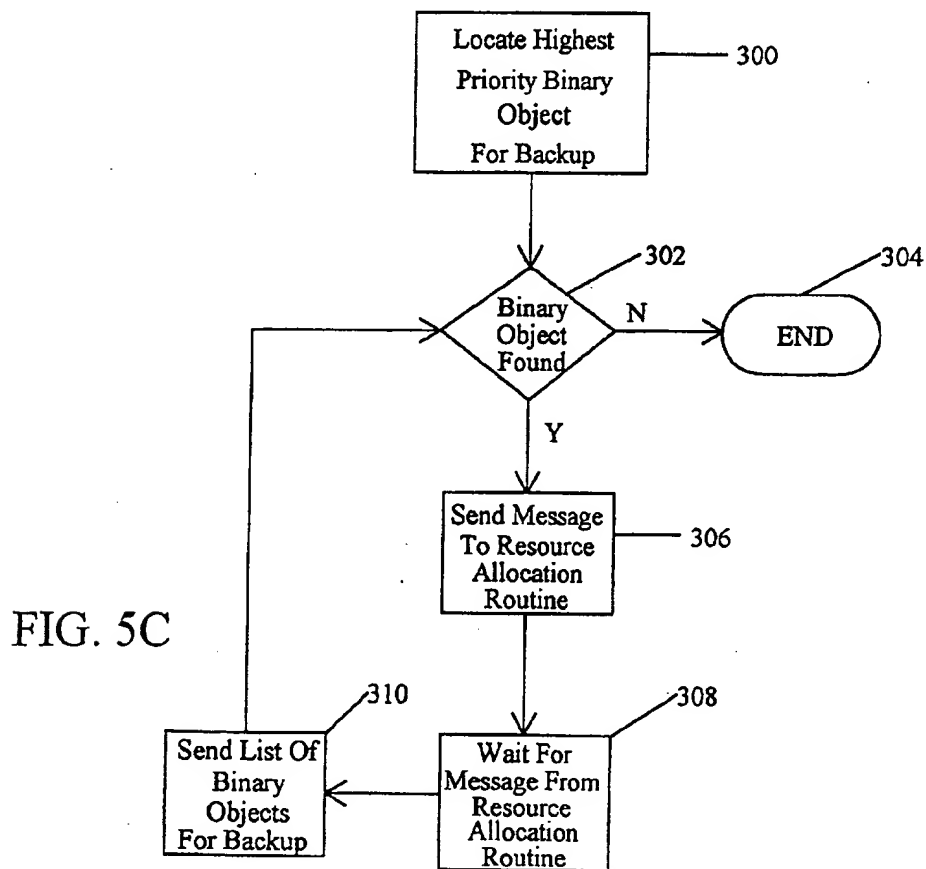 Locate Highest
Priority Binary
Object
For Backup
300
302
304
Binary
Object
Found
N
END
Y
Send Message
To Resource
Allocation
Routine
306
FIG. 5C
310
308
Send List Of
Binary
Objects
For Backup
Wait For
Message From
Resource
Allocation
Routine